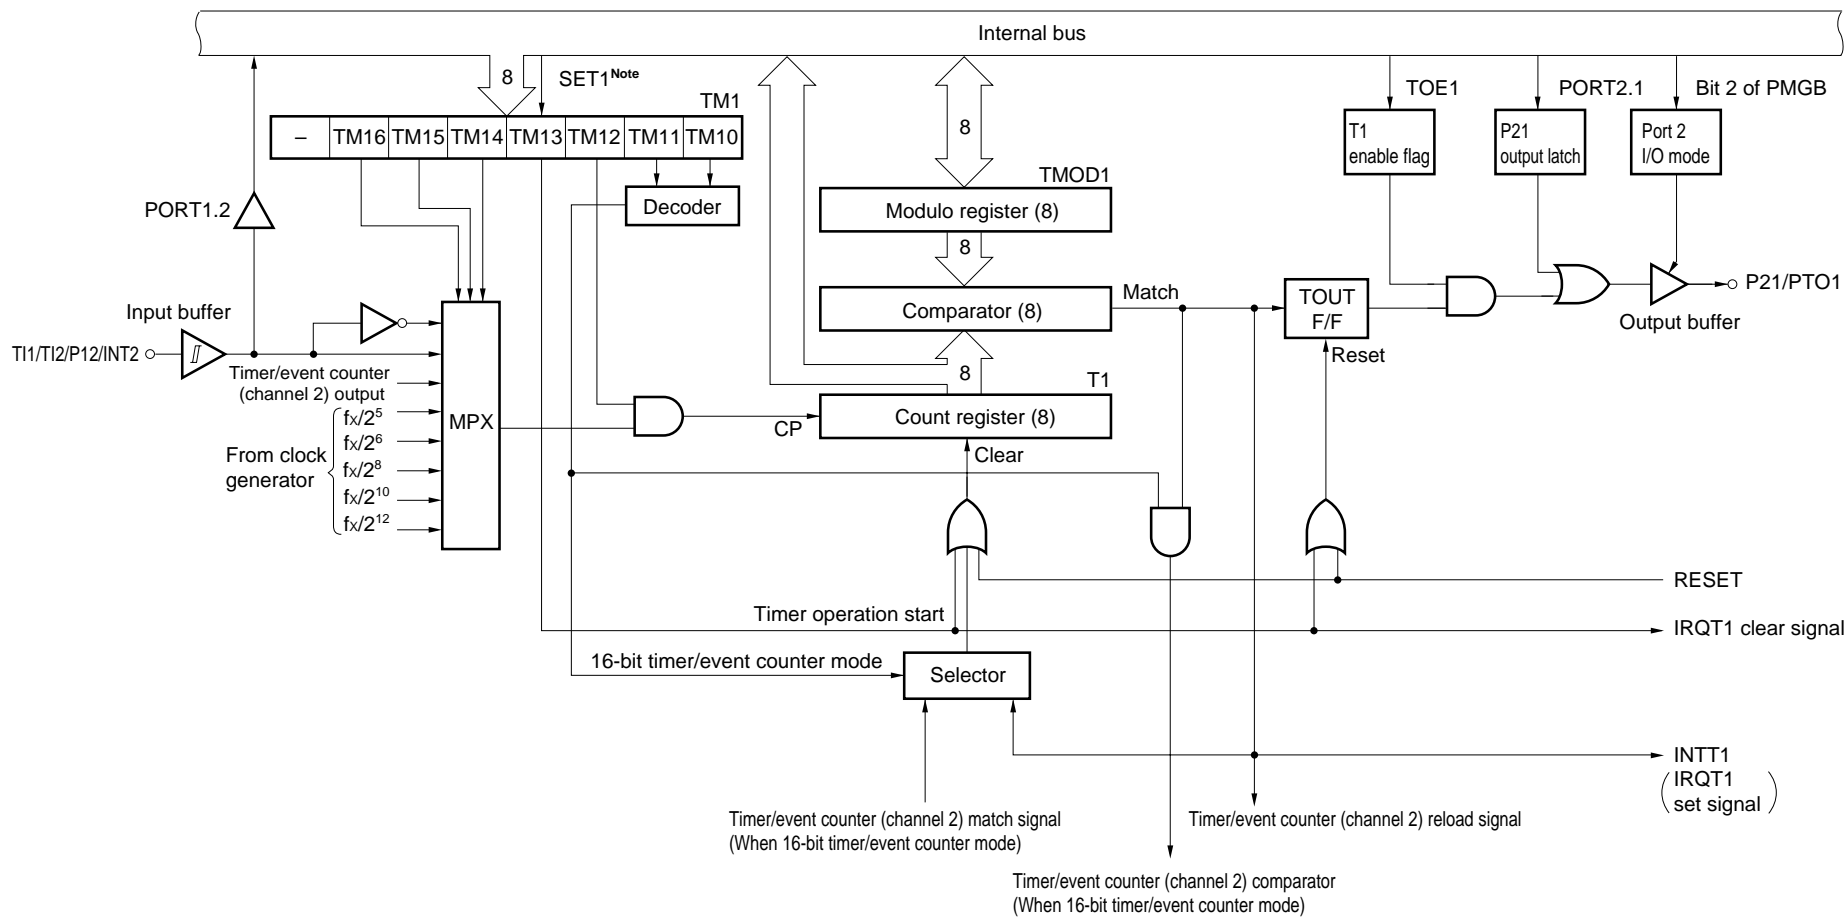 Internal bus
8
SET1Note
TM1
TOE1
PORT2.1
Bit 2 of PMGB
– TM16 TM15 TM14 TM13 TM12 TM11 TM10
8
T1
enable flag
P21
output latch
Port 2
I/O mode
TMOD1
PORT1.2
Decoder
Modulo register (8)
8
Match
P21/PTO1
Input buffer
Comparator (8)
TOUT
F/F
Output buffer
TI1/TI2/P12/INT2
Reset
Timer/event counter
(channel 2) output
8
T1
MPX
CP
Count register (8)
Clear
From clock
generator
fX/2⁵
fX/2⁶
fX/2⁸
fX/2¹⁰
fX/2¹²
RESET
Timer operation start
IRQT1 clear signal
16-bit timer/event counter mode
Selector
INTT1
(IRQT1
set signal)
Timer/event counter (channel 2) match signal
(When 16-bit timer/event counter mode)
Timer/event counter (channel 2) reload signal
Timer/event counter (channel 2) comparator
(When 16-bit timer/event counter mode)